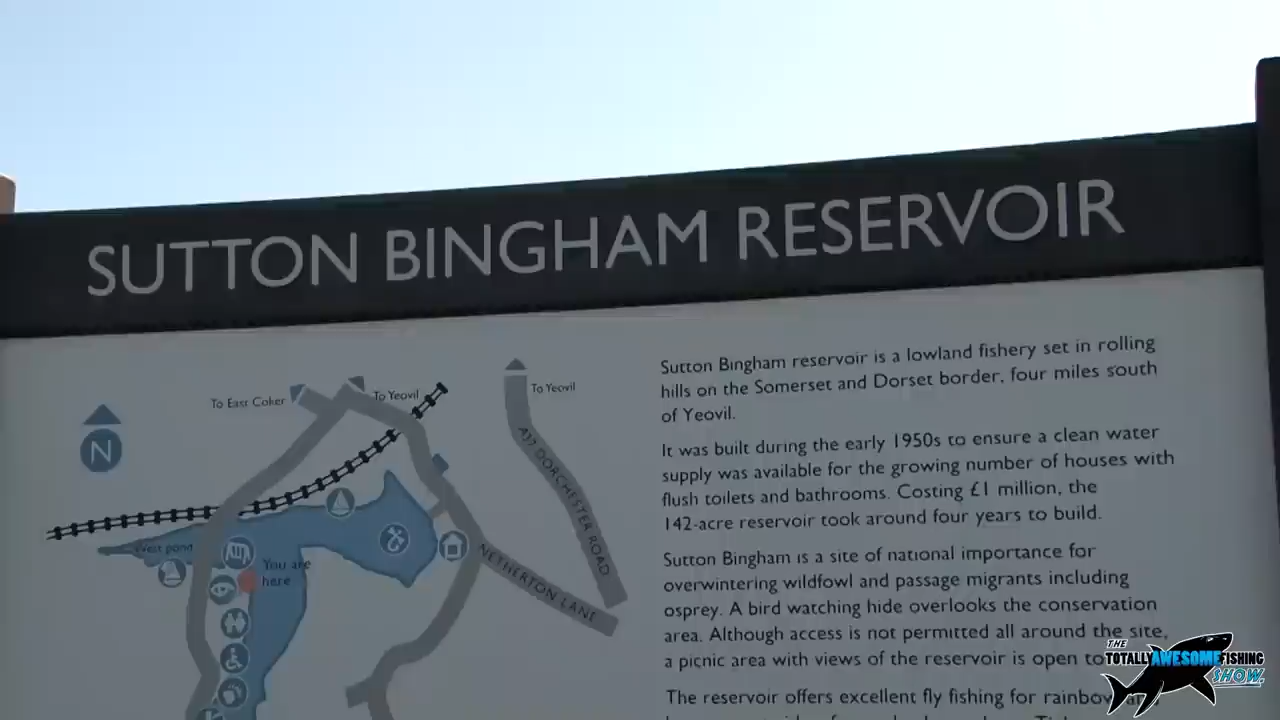 SUTTON BINGHAM RESERVOIR
To East Coker
To Yeovil
To Yeovil
N
A37 DORCHESTER ROAD
West pond
You are
here
NETHERTON LANE
Sutton Bingham reservoir is a lowland fishery set in rolling
hills on the Somerset and Dorset border, four miles south
of Yeovil.
It was built during the early 1950s to ensure a clean water
supply was available for the growing number of houses with
flush toilets and bathrooms. Costing £1 million, the
142-acre reservoir took around four years to build.
Sutton Bingham is a site of national importance for
overwintering wildfowl and passage migrants including
osprey. A bird watching hide overlooks the conservation
area. Although access is not permitted all around the site,
a picnic area with views of the reservoir is open to
The reservoir offers excellent fly fishing for rainbow
THE
TOTALLYAWESOMEFISHING
SHOW.